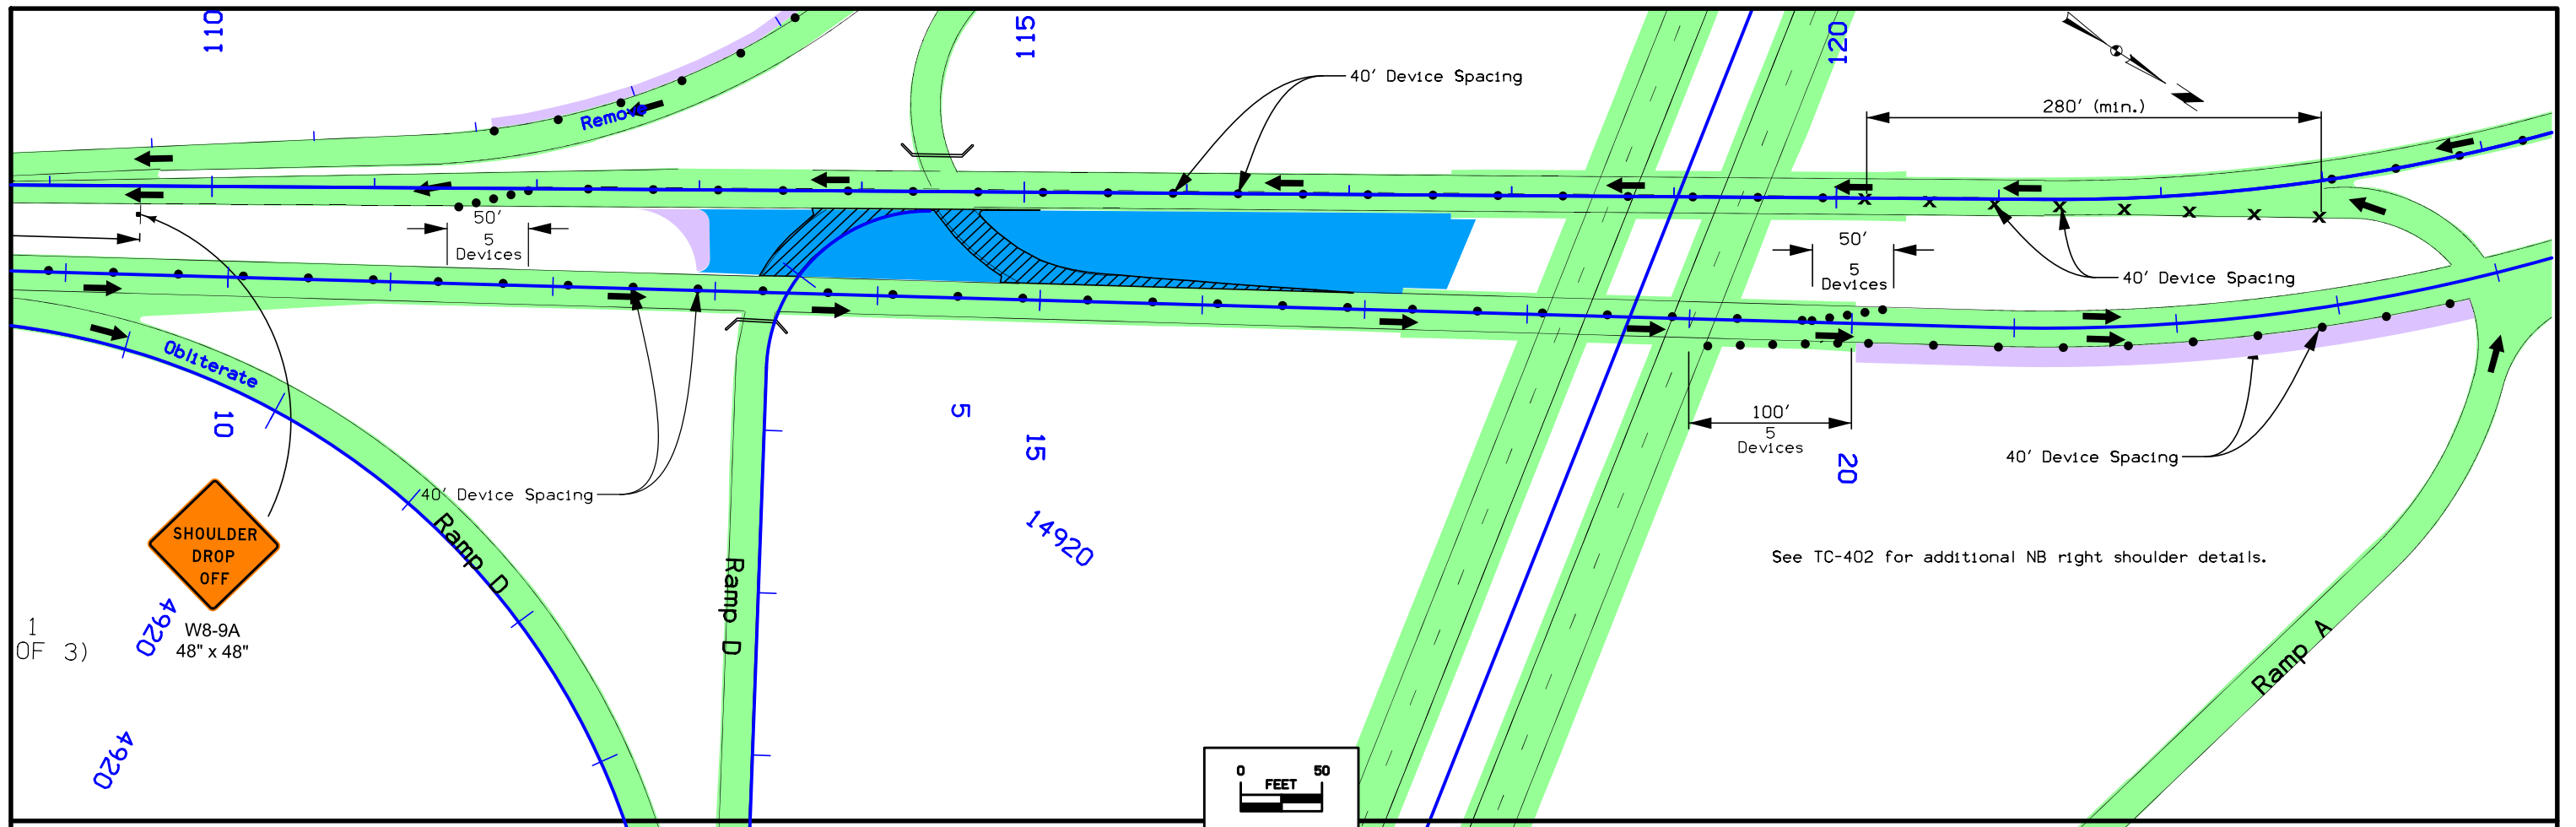 110
115
120
40' Device Spacing
280' (min.)
Remove
50'
5
Devices
50'
5
Devices
40' Device Spacing
Obliterate
10
5
15
100'
5
Devices
20
40' Device Spacing
40' Device Spacing
SHOULDER
DROP
OFF
W8-9A
48" x 48"
Ramp D
Ramp D
14920
See TC-402 for additional NB right shoulder details.
4920
1
OF 3)
Ramp A
4920
0 50
FEET